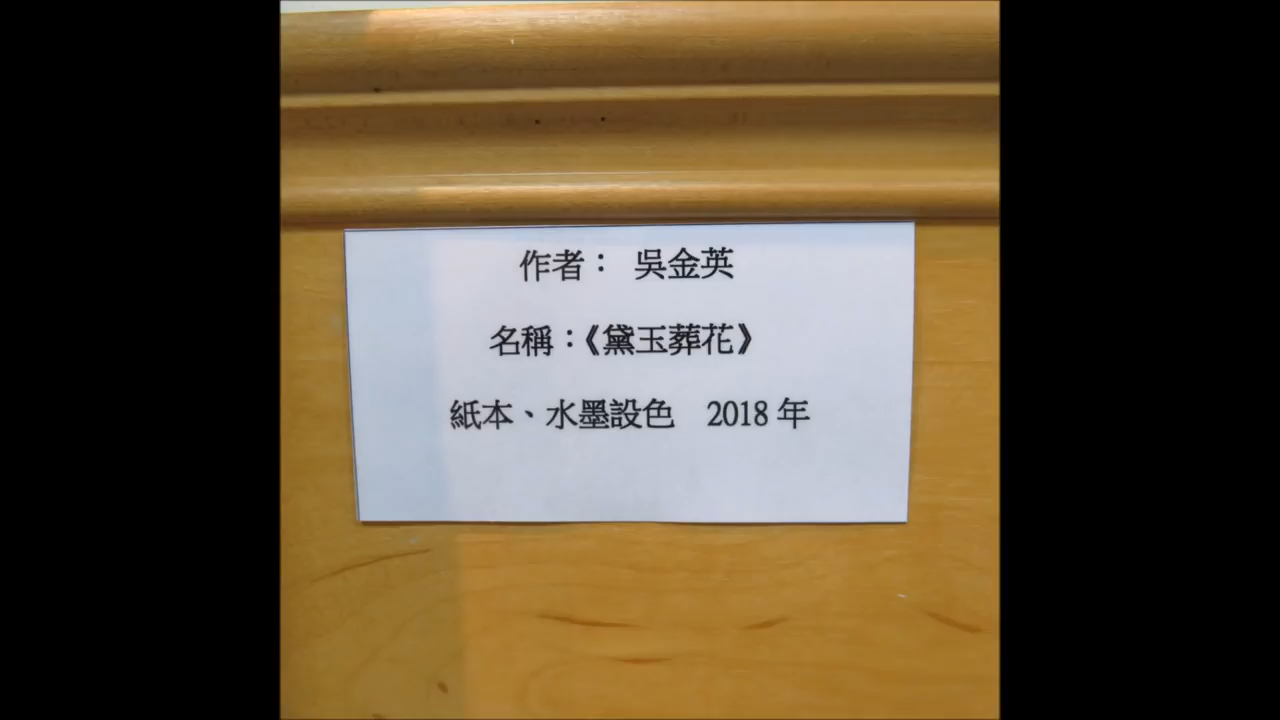 作者： 吳金英
名稱：《黛玉葬花》
紙本、水墨設色　2018 年